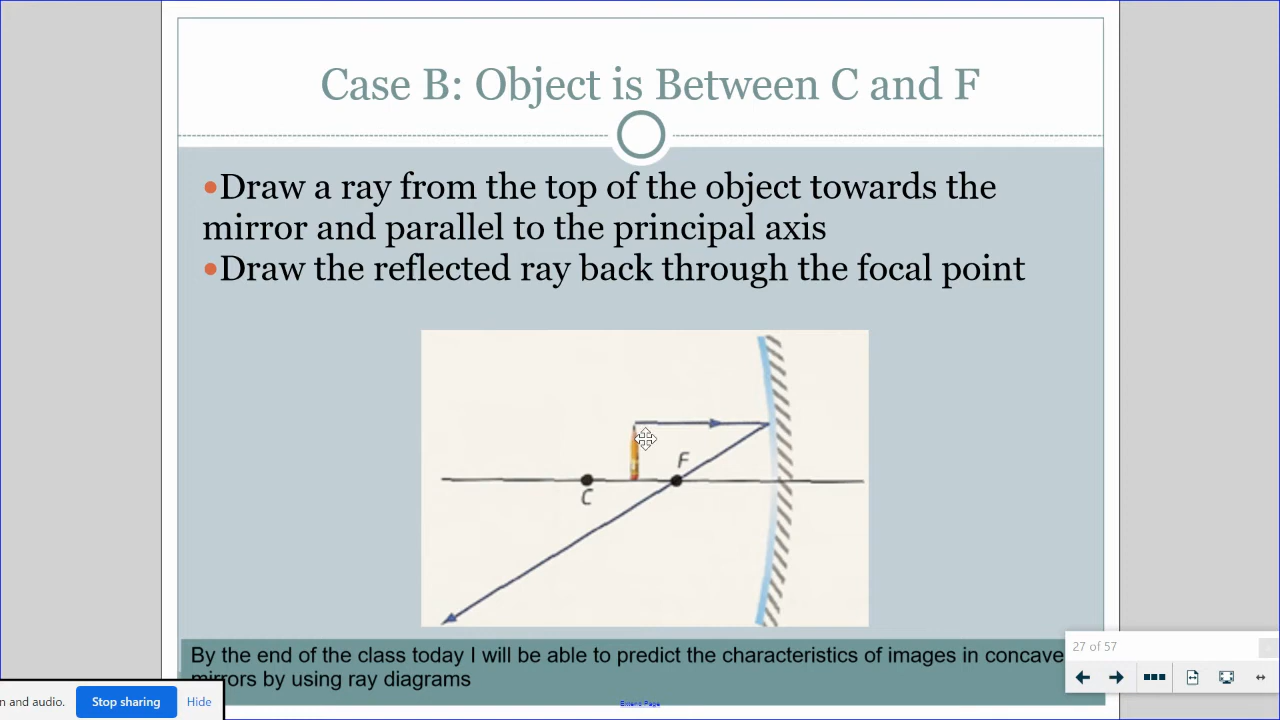 Case B: Object is Between C and F
•Draw a ray from the top of the object towards the
mirror and parallel to the principal axis
•Draw the reflected ray back through the focal point
F
C
By the end of the class today I will be able to predict the characteristics of images in concave
mirrors by using ray diagrams
27 of 57
n and audio.
Stop sharing
Hide
Extend Page